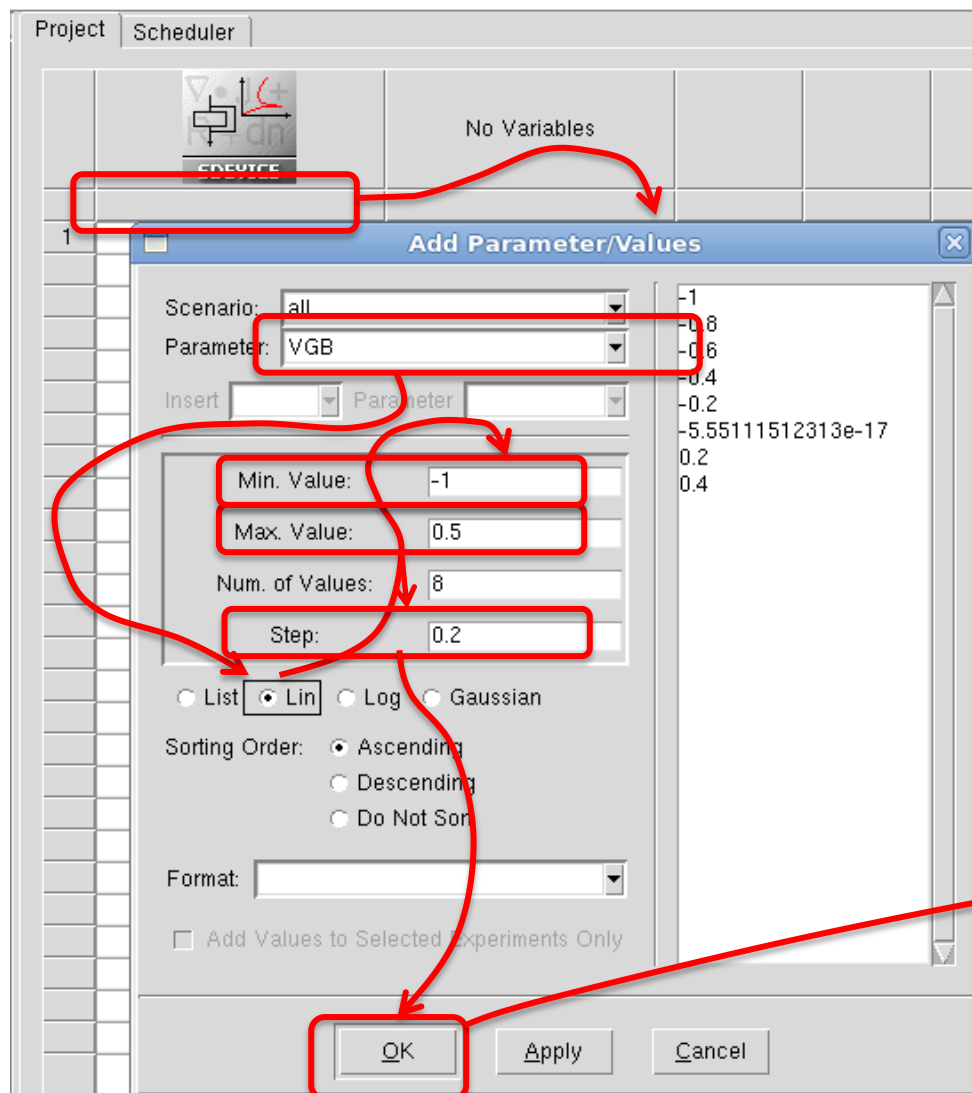 Project Scheduler
SDEVICE
No Variables
1
Add Parameter/Values
Scenario: all
Parameter: VGB
Insert Parameter
Min. Value: -1
Max. Value: 0.5
Num. of Values: 8
Step: 0.2
List Lin Log Gaussian
Sorting Order: Ascending
Descending
Do Not Sort
Format:
Add Values to Selected Experiments Only
-1
-0.8
-0.6
-0.4
-0.2
-5.55111512313e-17
0.2
0.4
OK Apply Cancel